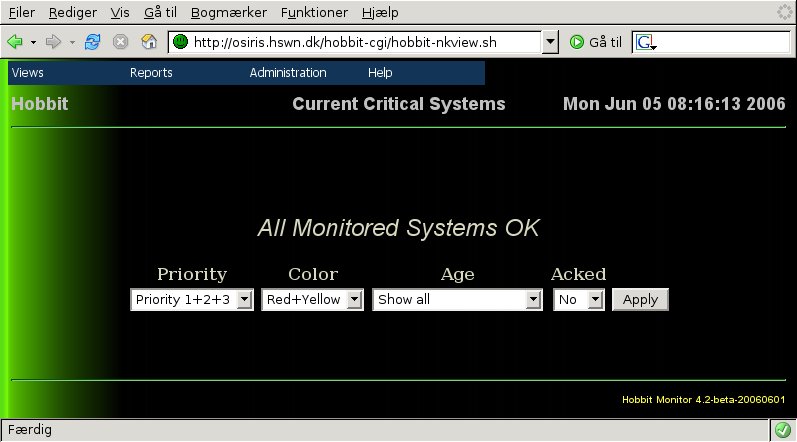 Filer Rediger Vis Gå til Bogmærker Funktioner Hjælp
http://osiris.hswn.dk/hobbit-cgi/hobbit-nkview.sh Gå til G
Views Reports Administration Help
Hobbit Current Critical Systems Mon Jun 05 08:16:13 2006
All Monitored Systems OK
Priority Color Age Acked
Priority 1+2+3 Red+Yellow Show all No Apply
Hobbit Monitor 4.2-beta-20060601
Færdig